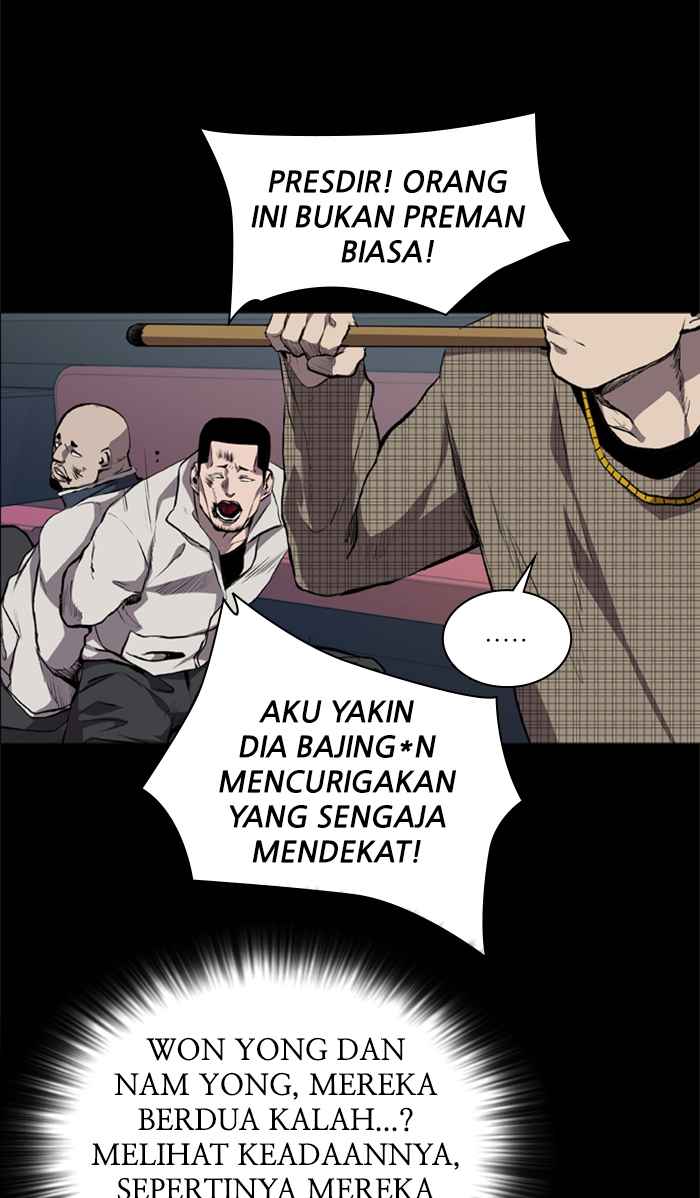 PRESDIR! ORANG
INI BUKAN PREMAN
BIASA!
.....
AKU YAKIN
DIA BAJING*N
MENCURIGAKAN
YANG SENGAJA
MENDEKAT!
WON YONG DAN
NAM YONG, MEREKA
BERDUA KALAH...?
MELIHAT KEADAANNYA,
SEPERTINYA MEREKA